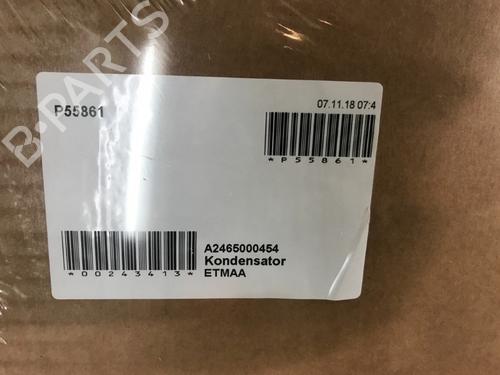 B-PARTS
P55861
07.11.18 07:4
*P55861*
A2465000454
Kondensator
ETMAA
*00243413*